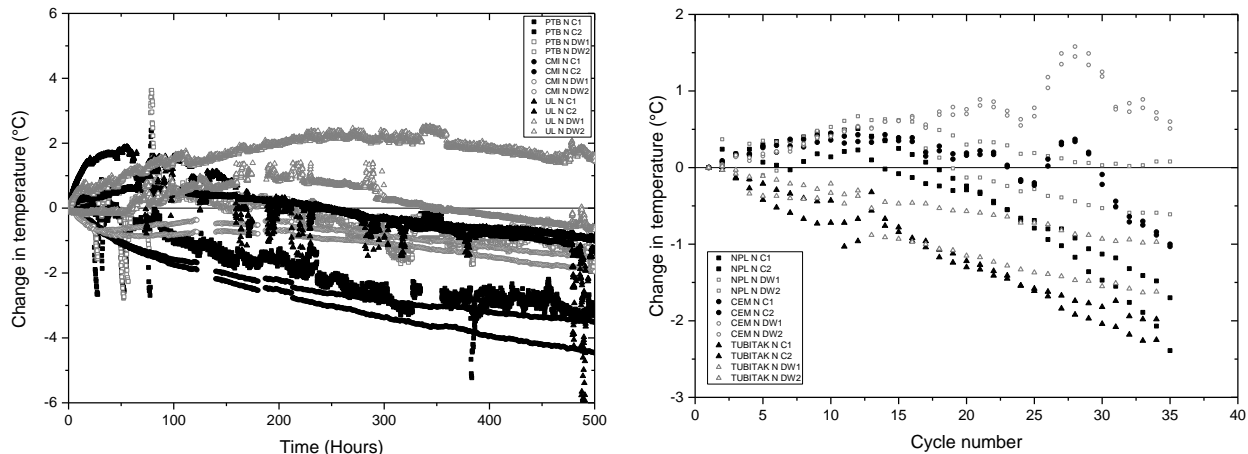 6
4
2
0
-2
-4
-6
Change in temperature (°C)
0
100
200
300
400
500
Time (Hours)
PTB N C1
PTB N C2
PTB N DW1
PTB N DW2
CMI N C1
CMI N C2
CMI N DW1
CMI N DW2
UL N C1
UL N C2
UL N DW1
UL N DW2
2
1
0
-1
-2
-3
Change in temperature (°C)
0
5
10
15
20
25
30
35
40
Cycle number
NPL N C1
NPL N C2
NPL N DW1
NPL N DW2
CEM N C1
CEM N C2
CEM N DW1
CEM N DW2
TUBITAK N C1
TUBITAK N C2
TUBITAK N DW1
TUBITAK N DW2